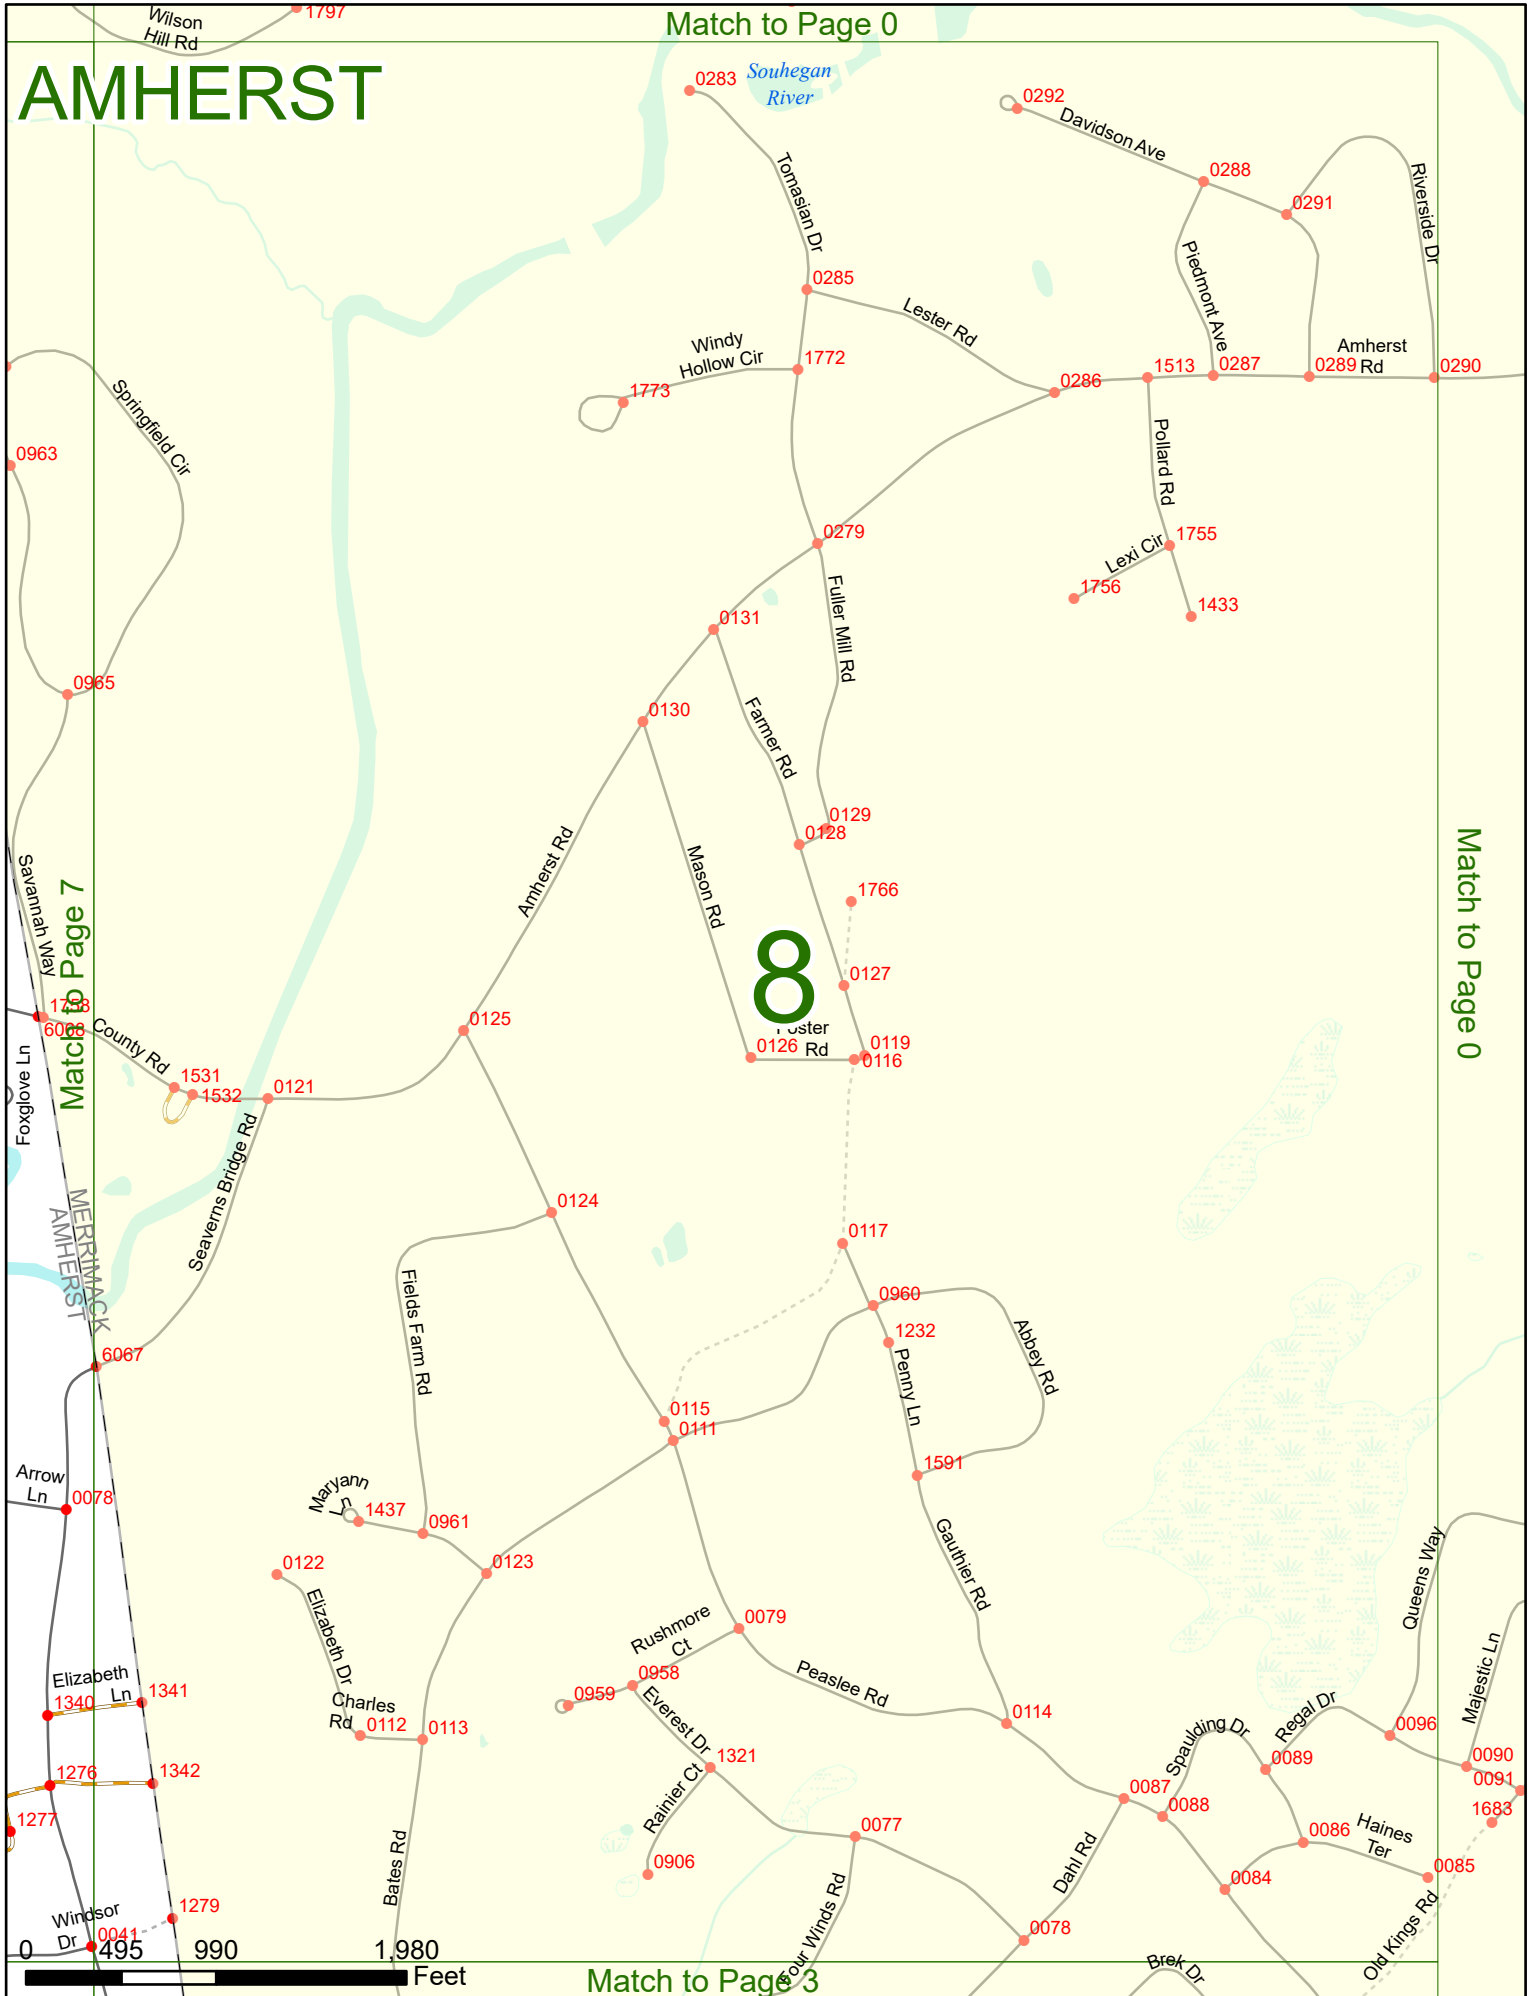 Wilson
Hill Rd
1797
Match to Page 0
AMHERST
0283
Souhegan
River
0292
Davidson Ave
Tomasian Dr
0288
0291
Riverside Dr
Piedmont Ave
0285
Lester Rd
Windy
Hollow Cir
1772
1773
0286
1513
0287
0289
Amherst
Rd
0290
Springfield Cir
0963
Pollard Rd
0279
1755
Lexi Cir
1756
1433
Fuller Mill Rd
0131
0965
0130
Farmer Rd
0129
0128
Amherst Rd
Mason Rd
Savannah Way
Match to Page 7
Match to Page 0
1766
8
0127
1758
6068
County Rd
0125
Foster
Rd
0126
0119
0116
Foxglove Ln
1531
1532
0121
Seaverns Bridge Rd
MERRIMACK
AMHERST
0124
0117
Fields Farm Rd
0960
1232
Abbey Rd
Penny Ln
6067
0115
0111
Arrow
Ln
0078
Maryann
Ln
1437
0961
1591
0122
0123
Gauthier Rd
Queens Way
Elizabeth Dr
Rushmore
Ct
0079
Elizabeth
Ln
1340
1341
Charles
Rd
0112
0113
0959
0958
Everest Dr
Peaslee Rd
0114
Spaulding Dr
Regal Dr
Majestic Ln
0096
0090
0089
0091
1276
1342
1321
Rainier Ct
0087
0088
1683
1277
0077
0086
Haines
Ter
Bates Rd
0906
Dahl Rd
0084
0085
Four Winds Rd
Old Kings Rd
1279
Windsor
Dr
0041
0078
Brek Dr
0
495
990
1,980
Feet
Match to Page 3